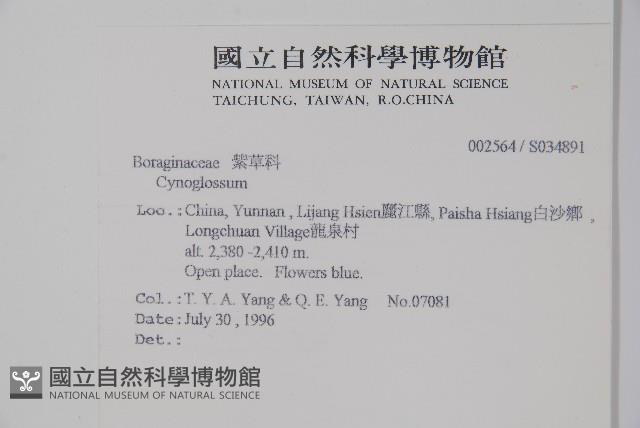 國立自然科學博物館
NATIONAL MUSEUM OF NATURAL SCIENCE
TAICHUNG, TAIWAN, R.O.CHINA
002564 / S034891
Boraginaceae 紫草科
Cynoglossum
Loc.:China, Yunnan , Lijang Hsien麗江縣, Paisha Hsiang白沙鄉 ,
Longchuan Village龍泉村
alt. 2,380 -2,410 m.
Open place. Flowers blue.
Col.:T. Y. A. Yang & Q. E. Yang No.07081
Date:July 30 , 1996
Det.:
國立自然科學博物館
NATIONAL MUSEUM OF NATURAL SCIENCE